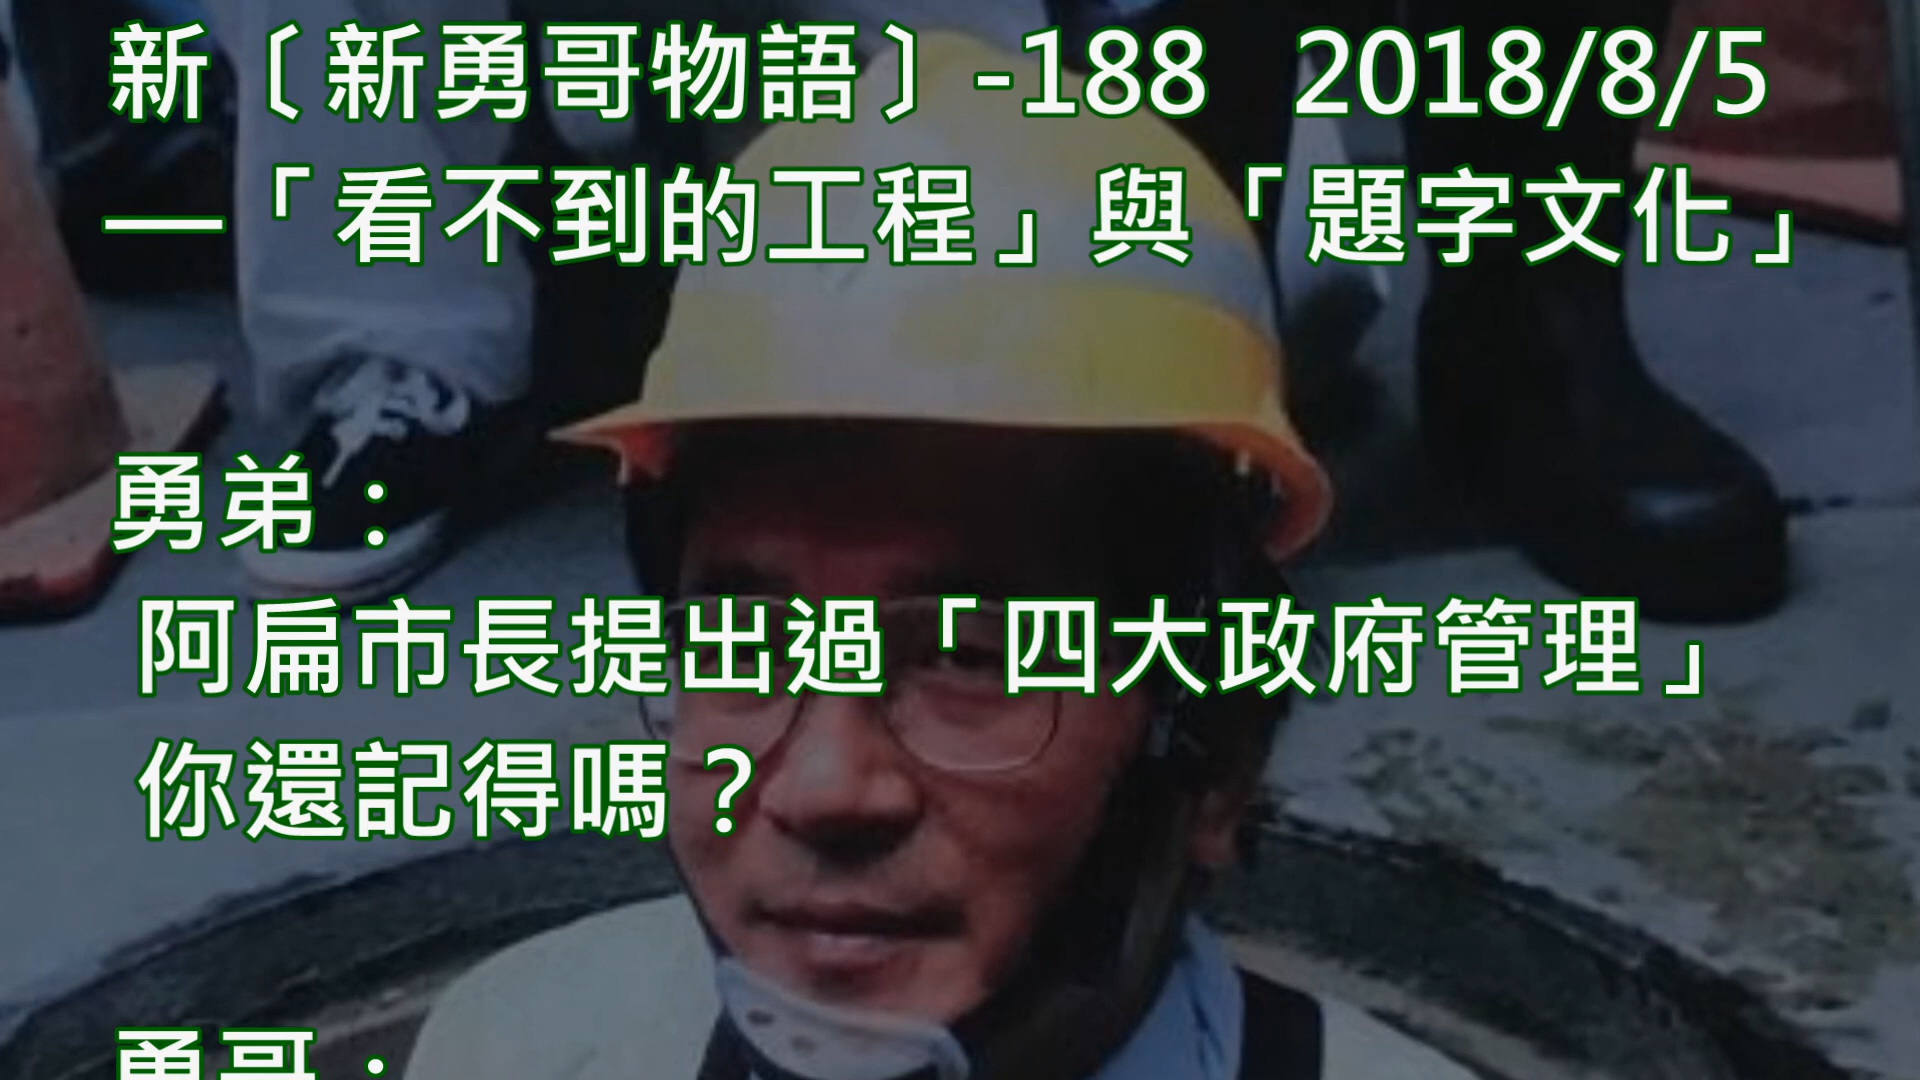 新〔新勇哥物語〕-188 2018/8/5
—「看不到的工程」與「題字文化」
勇弟：
阿扁市長提出過「四大政府管理」
你還記得嗎？
勇哥：